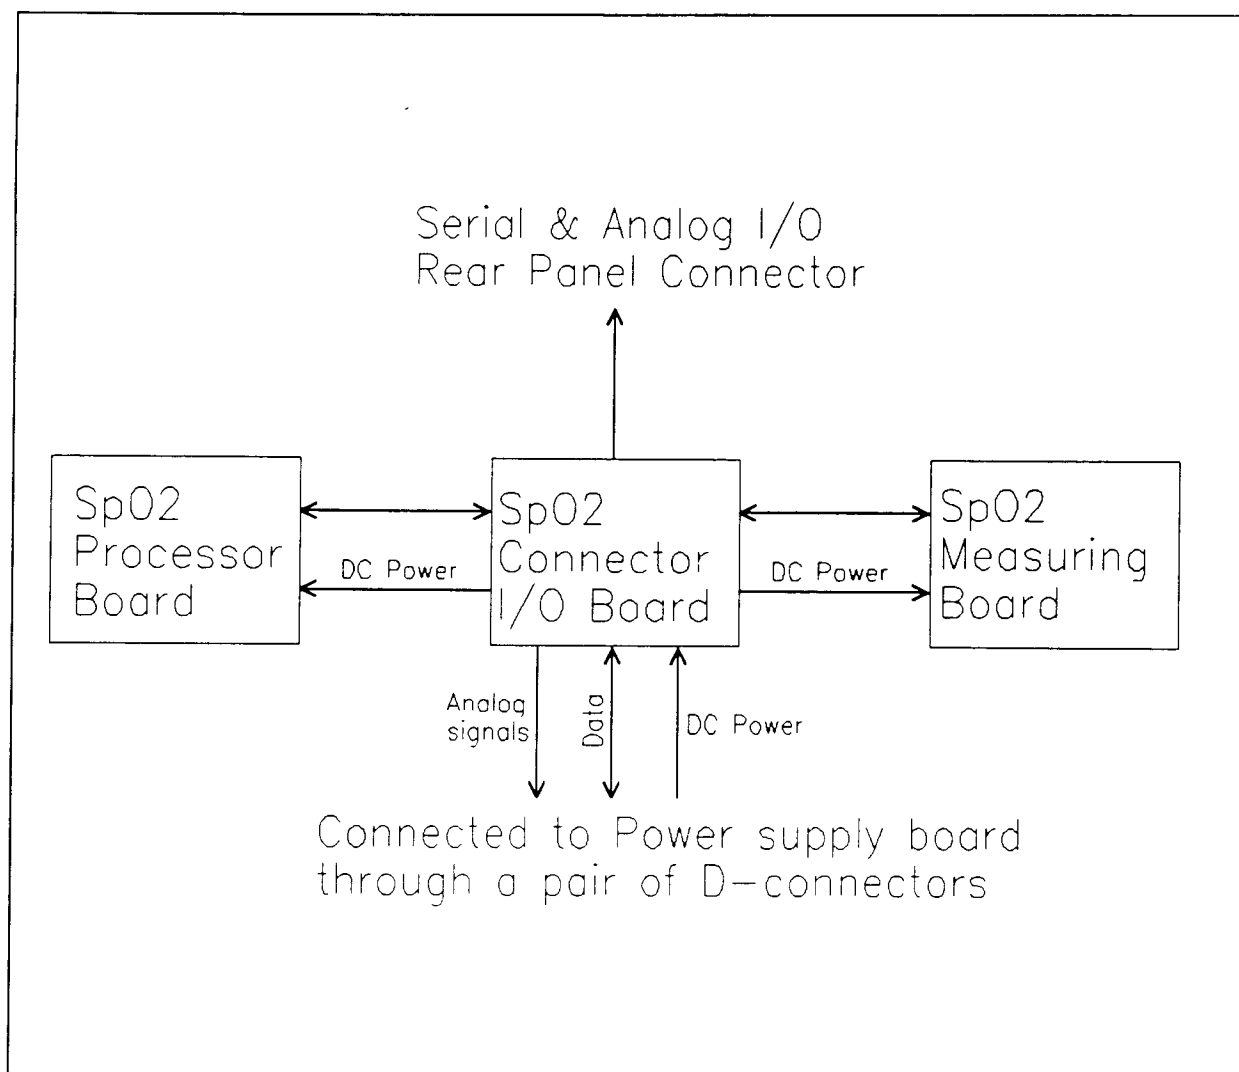 Serial & Analog I/O
Rear Panel Connector
SpO2
Processor
Board
DC Power
SpO2
Connector
I/O Board
DC Power
SpO2
Measuring
Board
Analog
signals
Data
DC Power
Connected to Power supply board
through a pair of D-connectors